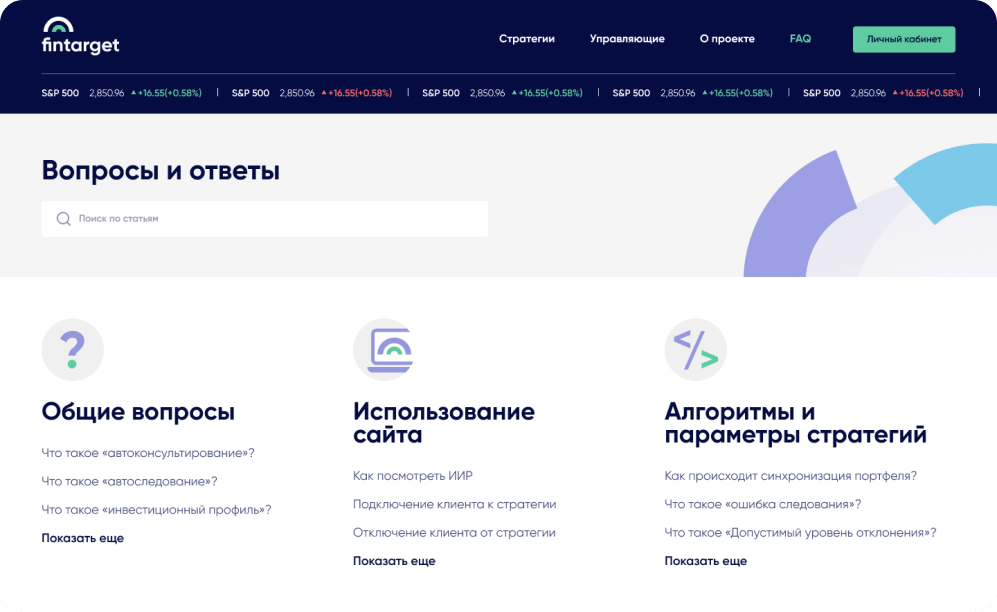 fintarget
Стратегии Управляющие О проекте FAQ Личный кабинет
S&P 500 2,850.96 ▲+16.55(+0.58%) | S&P 500 2,850.96 ▲+16.55(+0.58%) | S&P 500 2,850.96 ▲+16.55(+0.58%) | S&P 500 2,850.96 ▲+16.55(+0.58%) | S&P 500 2,850.96 ▲+16.55(+0.58%) |
Вопросы и ответы
Поиск по статьям
Общие вопросы
Что такое «автоконсультирование»?
Что такое «автоследование»?
Что такое «инвестиционный профиль»?
Показать еще
Использование
сайта
Как посмотреть ИИР
Подключение клиента к стратегии
Отключение клиента от стратегии
Показать еще
Алгоритмы и
параметры стратегий
Как происходит синхронизация портфеля?
Что такое «ошибка следования»?
Что такое «Допустимый уровень отклонения»?
Показать еще